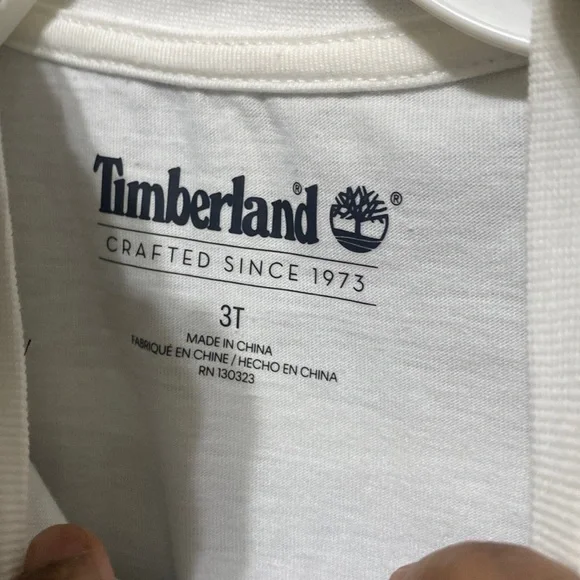 Timberland® ®
CRAFTED SINCE 1973
3T
MADE IN CHINA
FABRIQUÉ EN CHINE / HECHO EN CHINA
RN 130323